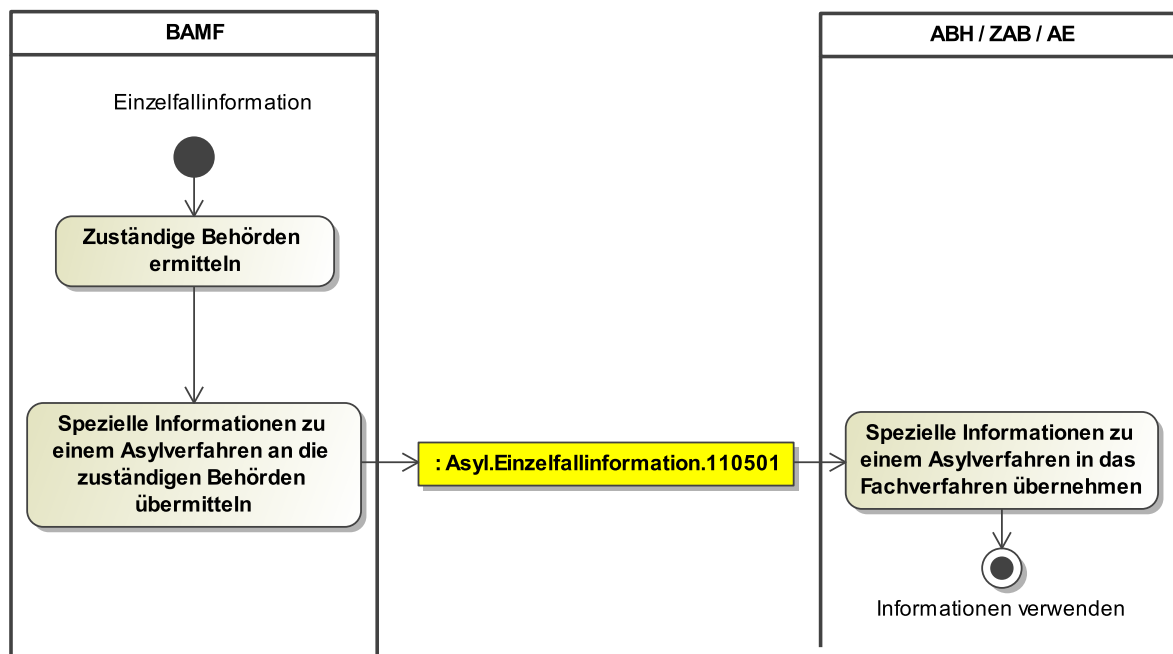 BAMF
ABH / ZAB / AE
Einzelfallinformation
Zuständige Behörden
ermitteln
Spezielle Informationen zu
einem Asylverfahren an die
zuständigen Behörden
übermitteln
: Asyl.Einzelfallinformation.110501
Spezielle Informationen zu
einem Asylverfahren in das
Fachverfahren übernehmen
Informationen verwenden